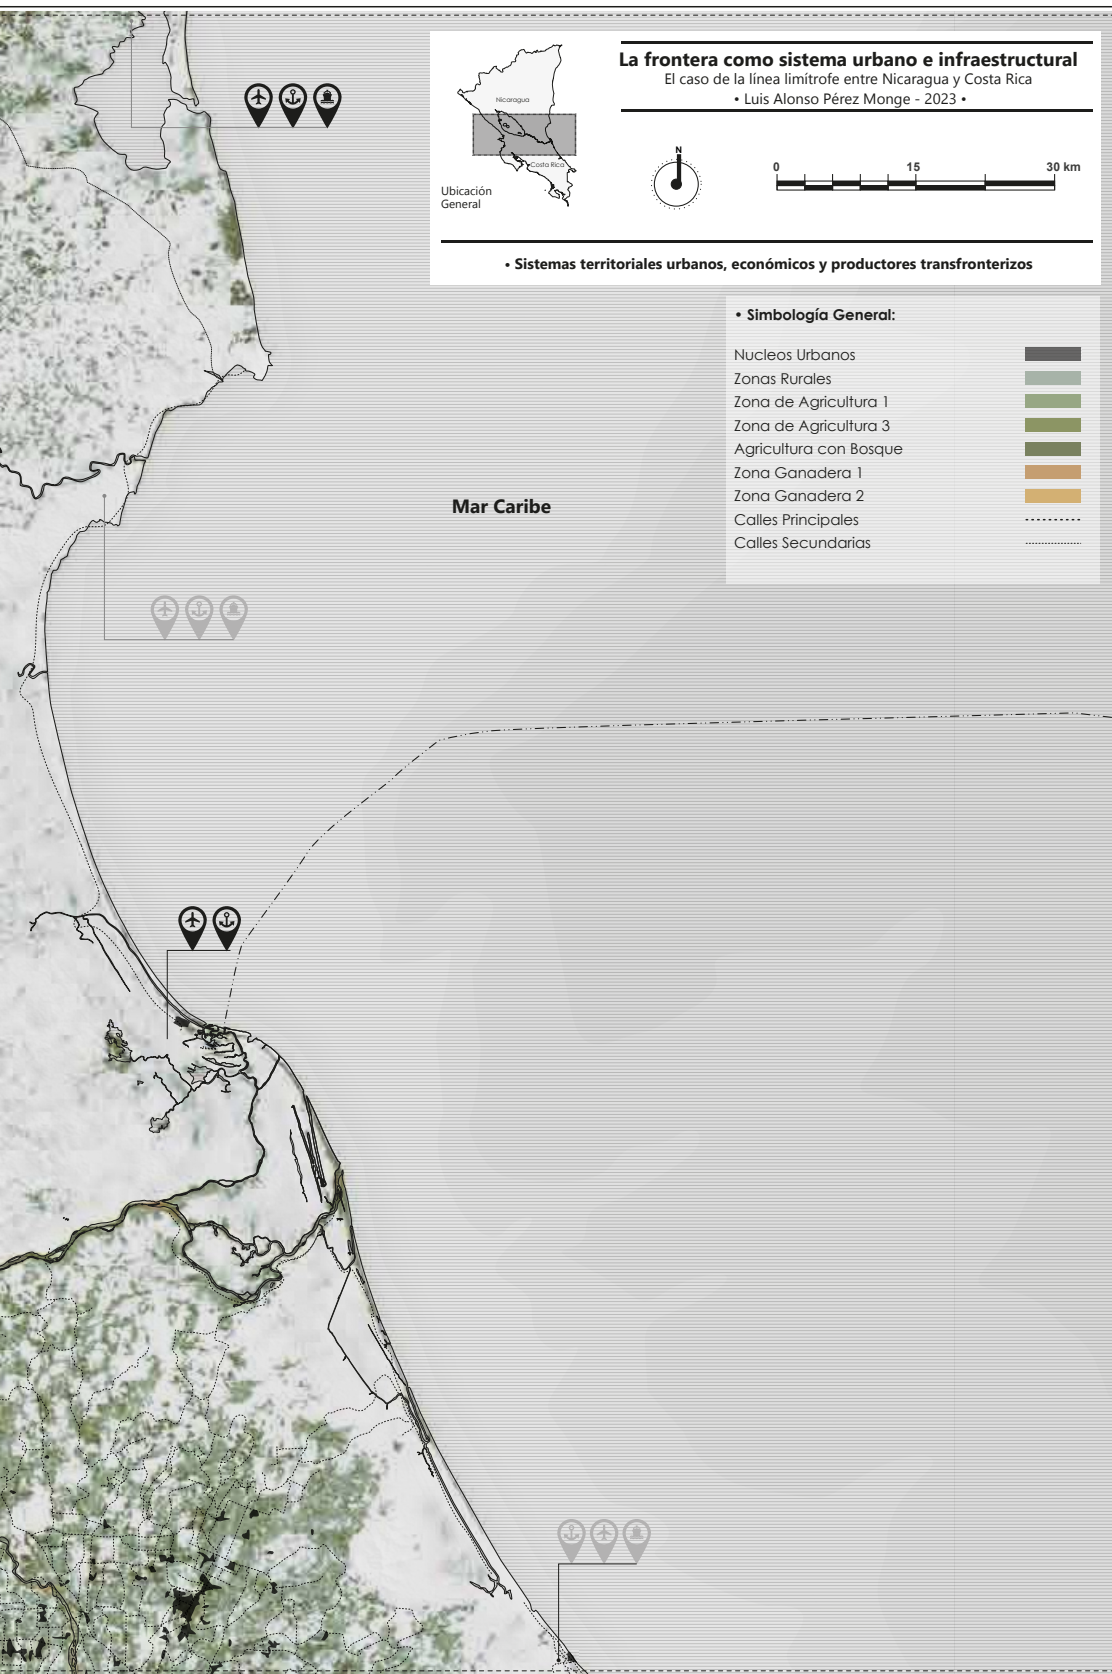 La frontera como sistema urbano e infraestructural
El caso de la línea limítrofe entre Nicaragua y Costa Rica
• Luis Alonso Pérez Monge - 2023 •
Nicaragua
Costa Rica
Ubicación
General
N
0 15 30 km
• Sistemas territoriales urbanos, económicos y productores transfronterizos
• Simbología General:
Nucleos Urbanos
Zonas Rurales
Zona de Agricultura 1
Zona de Agricultura 3
Agricultura con Bosque
Zona Ganadera 1
Zona Ganadera 2
Calles Principales
Calles Secundarias
Mar Caribe